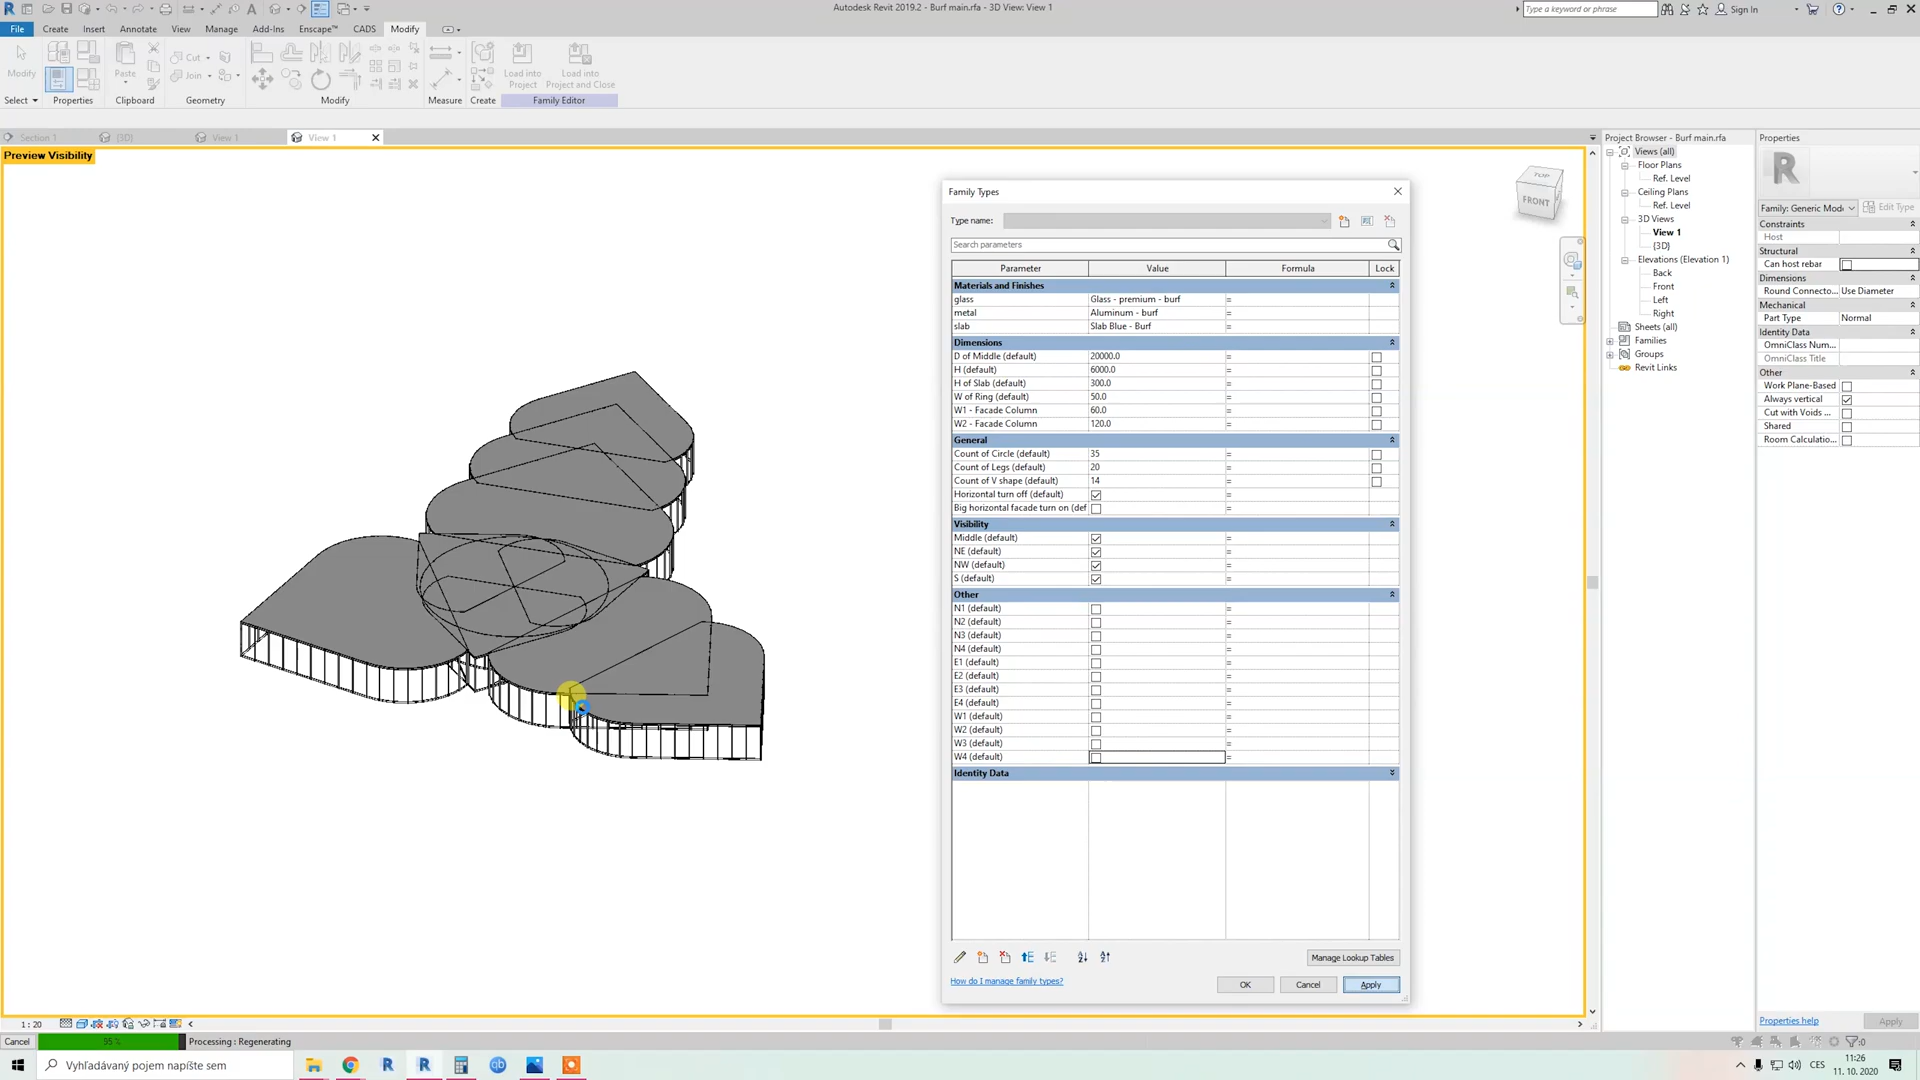 Autodesk Revit 2019.2 - Burf main.rfa - 3D View: View 1
Type a keyword or phrase
Sign In
File Create Insert Annotate View Manage Add-Ins Enscape™ CADS Modify
Modify
Paste
Cut
Join
Load into Project
Load into Project and Close
Select Properties Clipboard Geometry Modify Measure Create Family Editor
Section 1 {3D} View 1 View 1
Preview Visibility
TOP
FRONT
Family Types
Type name:
Search parameters
Parameter Value Formula Lock
Materials and Finishes
glass Glass - premium - burf =
metal Aluminum - burf =
slab Slab Blue - Burf =
Dimensions
D of Middle (default) 20000.0 =
H (default) 6000.0 =
H of Slab (default) 300.0 =
W of Ring (default) 50.0 =
W1 - Facade Column 60.0 =
W2 - Facade Column 120.0 =
General
Count of Circle (default) 35 =
Count of Legs (default) 20 =
Count of V shape (default) 14 =
Horizontal turn off (default) =
Big horizontal facade turn on (def =
Visibility
Middle (default) =
NE (default) =
NW (default) =
S (default) =
Other
N1 (default) =
N2 (default) =
N3 (default) =
N4 (default) =
E1 (default) =
E2 (default) =
E3 (default) =
E4 (default) =
W1 (default) =
W2 (default) =
W3 (default) =
W4 (default) =
Identity Data
Manage Lookup Tables
How do I manage family types?
OK Cancel Apply
Project Browser - Burf main.rfa
Views (all)
Floor Plans
Ref. Level
Ceiling Plans
Ref. Level
3D Views
View 1
{3D}
Elevations (Elevation 1)
Back
Front
Left
Right
Sheets (all)
Families
Groups
Revit Links
Properties
R
Family: Generic Mode Edit Type
Constraints
Host
Structural
Can host rebar
Dimensions
Round Connecto... Use Diameter
Mechanical
Part Type Normal
Identity Data
OmniClass Num...
OmniClass Title
Other
Work Plane-Based
Always vertical
Cut with Voids ...
Shared
Room Calculatio...
Properties help Apply
1 : 20
Cancel 55 % Processing : Regenerating
:0
Vyhľadávaný pojem napíšte sem
CES
11:26
11. 10. 2020